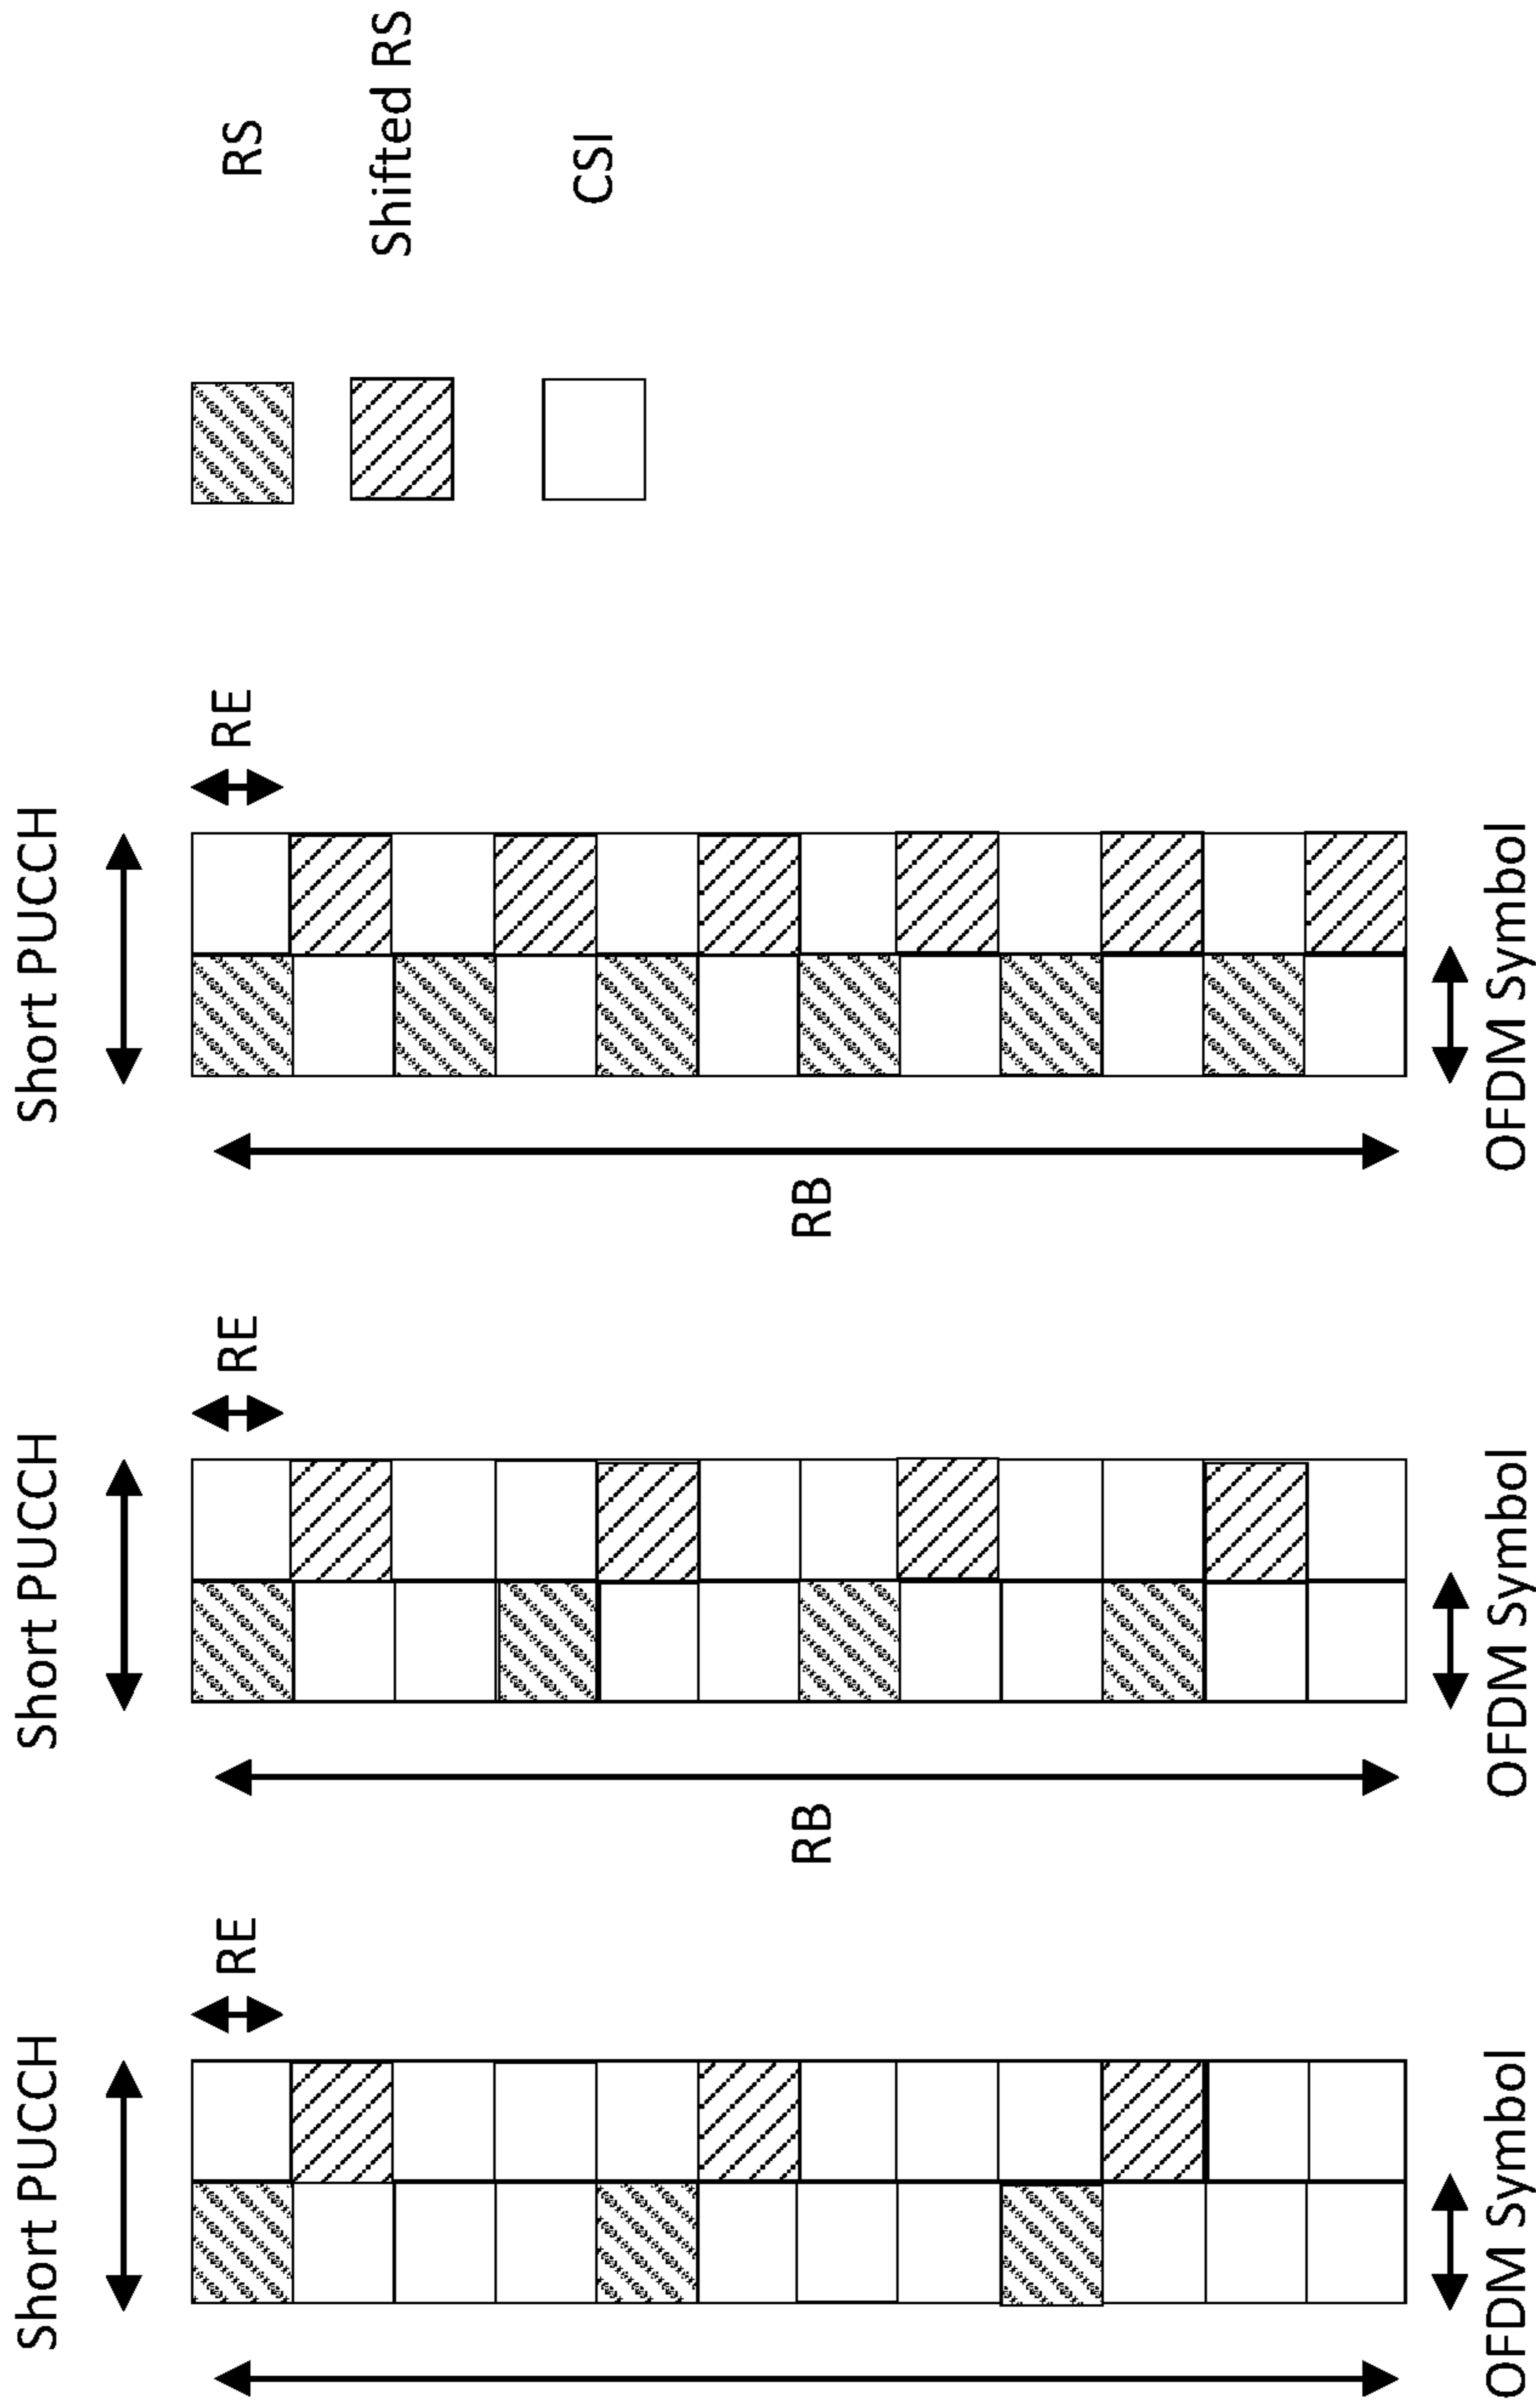 Short PUCCH
RE
OFDM Symbol
Short PUCCH
RE
RB
OFDM Symbol
Short PUCCH
RE
RB
OFDM Symbol
RS
Shifted RS
CSI